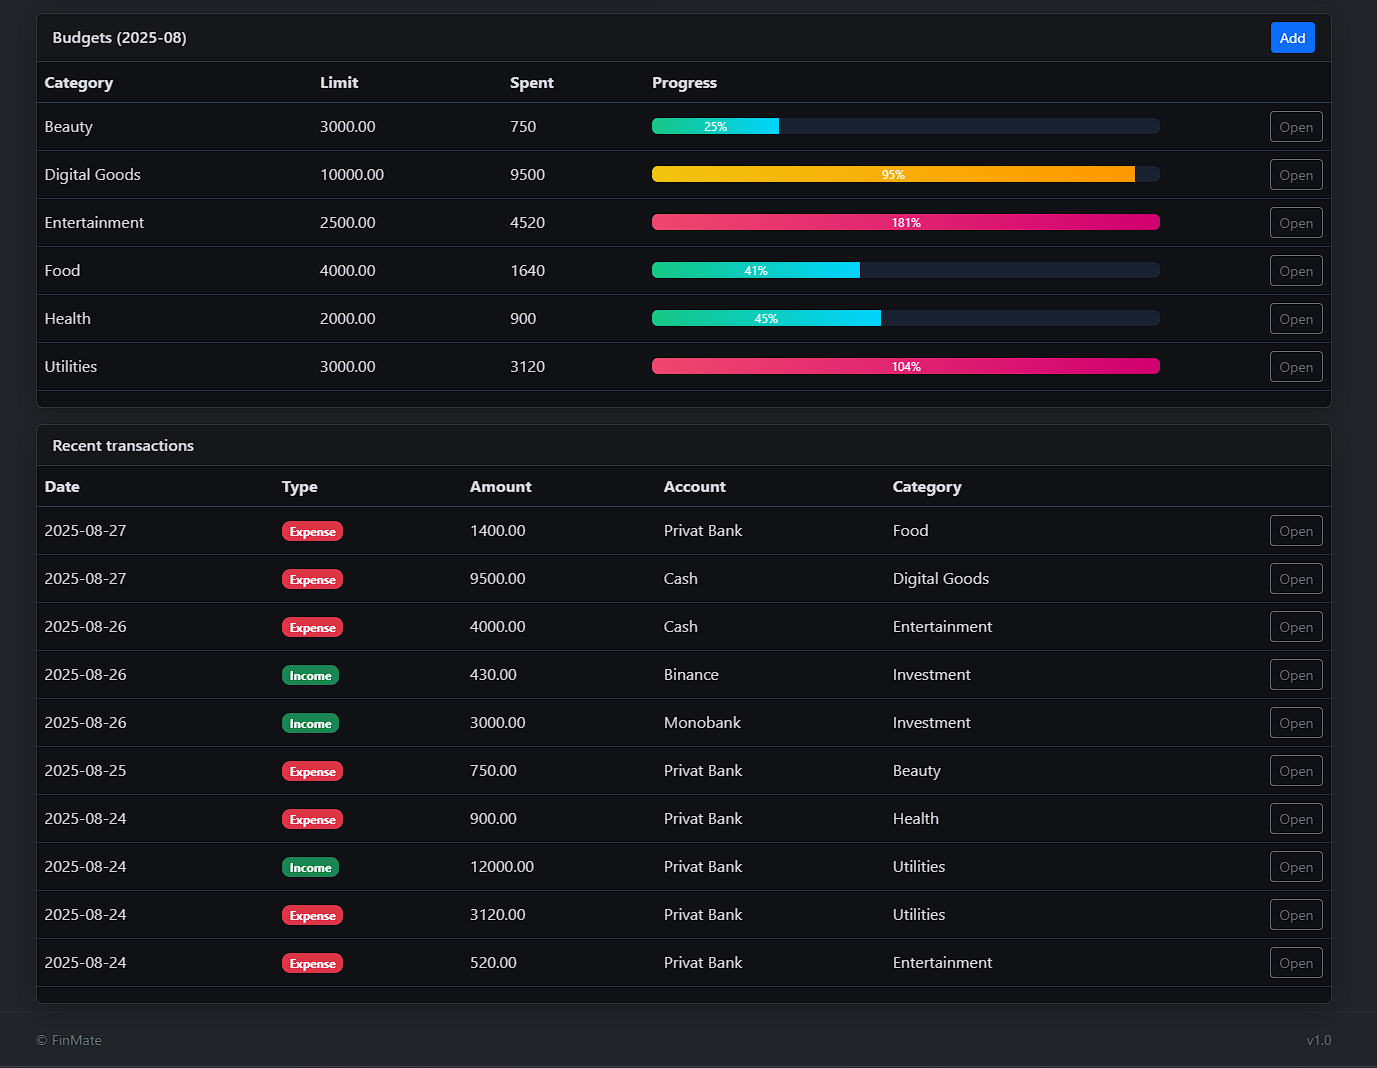 Budgets (2025-08) Add
Category Limit Spent Progress
Beauty 3000.00 750 25% Open
Digital Goods 10000.00 9500 95% Open
Entertainment 2500.00 4520 181% Open
Food 4000.00 1640 41% Open
Health 2000.00 900 45% Open
Utilities 3000.00 3120 104% Open
Recent transactions
Date Type Amount Account Category
2025-08-27 Expense 1400.00 Privat Bank Food Open
2025-08-27 Expense 9500.00 Cash Digital Goods Open
2025-08-26 Expense 4000.00 Cash Entertainment Open
2025-08-26 Income 430.00 Binance Investment Open
2025-08-26 Income 3000.00 Monobank Investment Open
2025-08-25 Expense 750.00 Privat Bank Beauty Open
2025-08-24 Expense 900.00 Privat Bank Health Open
2025-08-24 Income 12000.00 Privat Bank Utilities Open
2025-08-24 Expense 3120.00 Privat Bank Utilities Open
2025-08-24 Expense 520.00 Privat Bank Entertainment Open
© FinMate v1.0